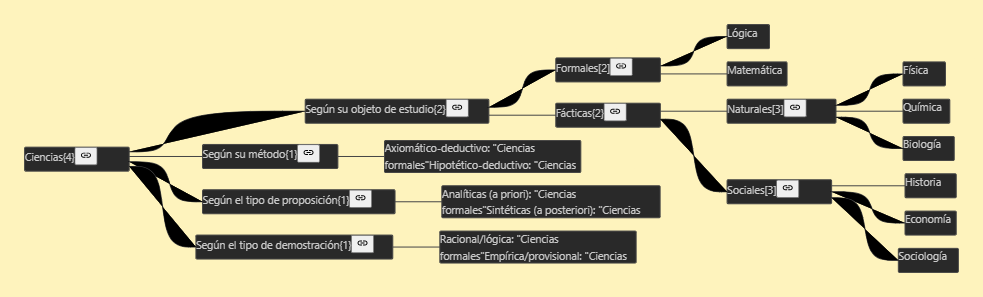 Ciencias{4}
Según su objeto de estudio{2}
Formales[2]
Lógica
Matemática
Fácticas{2}
Naturales[3]
Física
Química
Biología
Sociales[3]
Historia
Economía
Sociología
Según su método{1}
Axiomático-deductivo: "Ciencias
formales"Hipotético-deductivo: "Ciencias
Según el tipo de proposición{1}
Analíticas (a priori): "Ciencias
formales"Sintéticas (a posteriori): "Ciencias
Según el tipo de demostración{1}
Racional/lógica: "Ciencias
formales"Empírica/provisional: "Ciencias